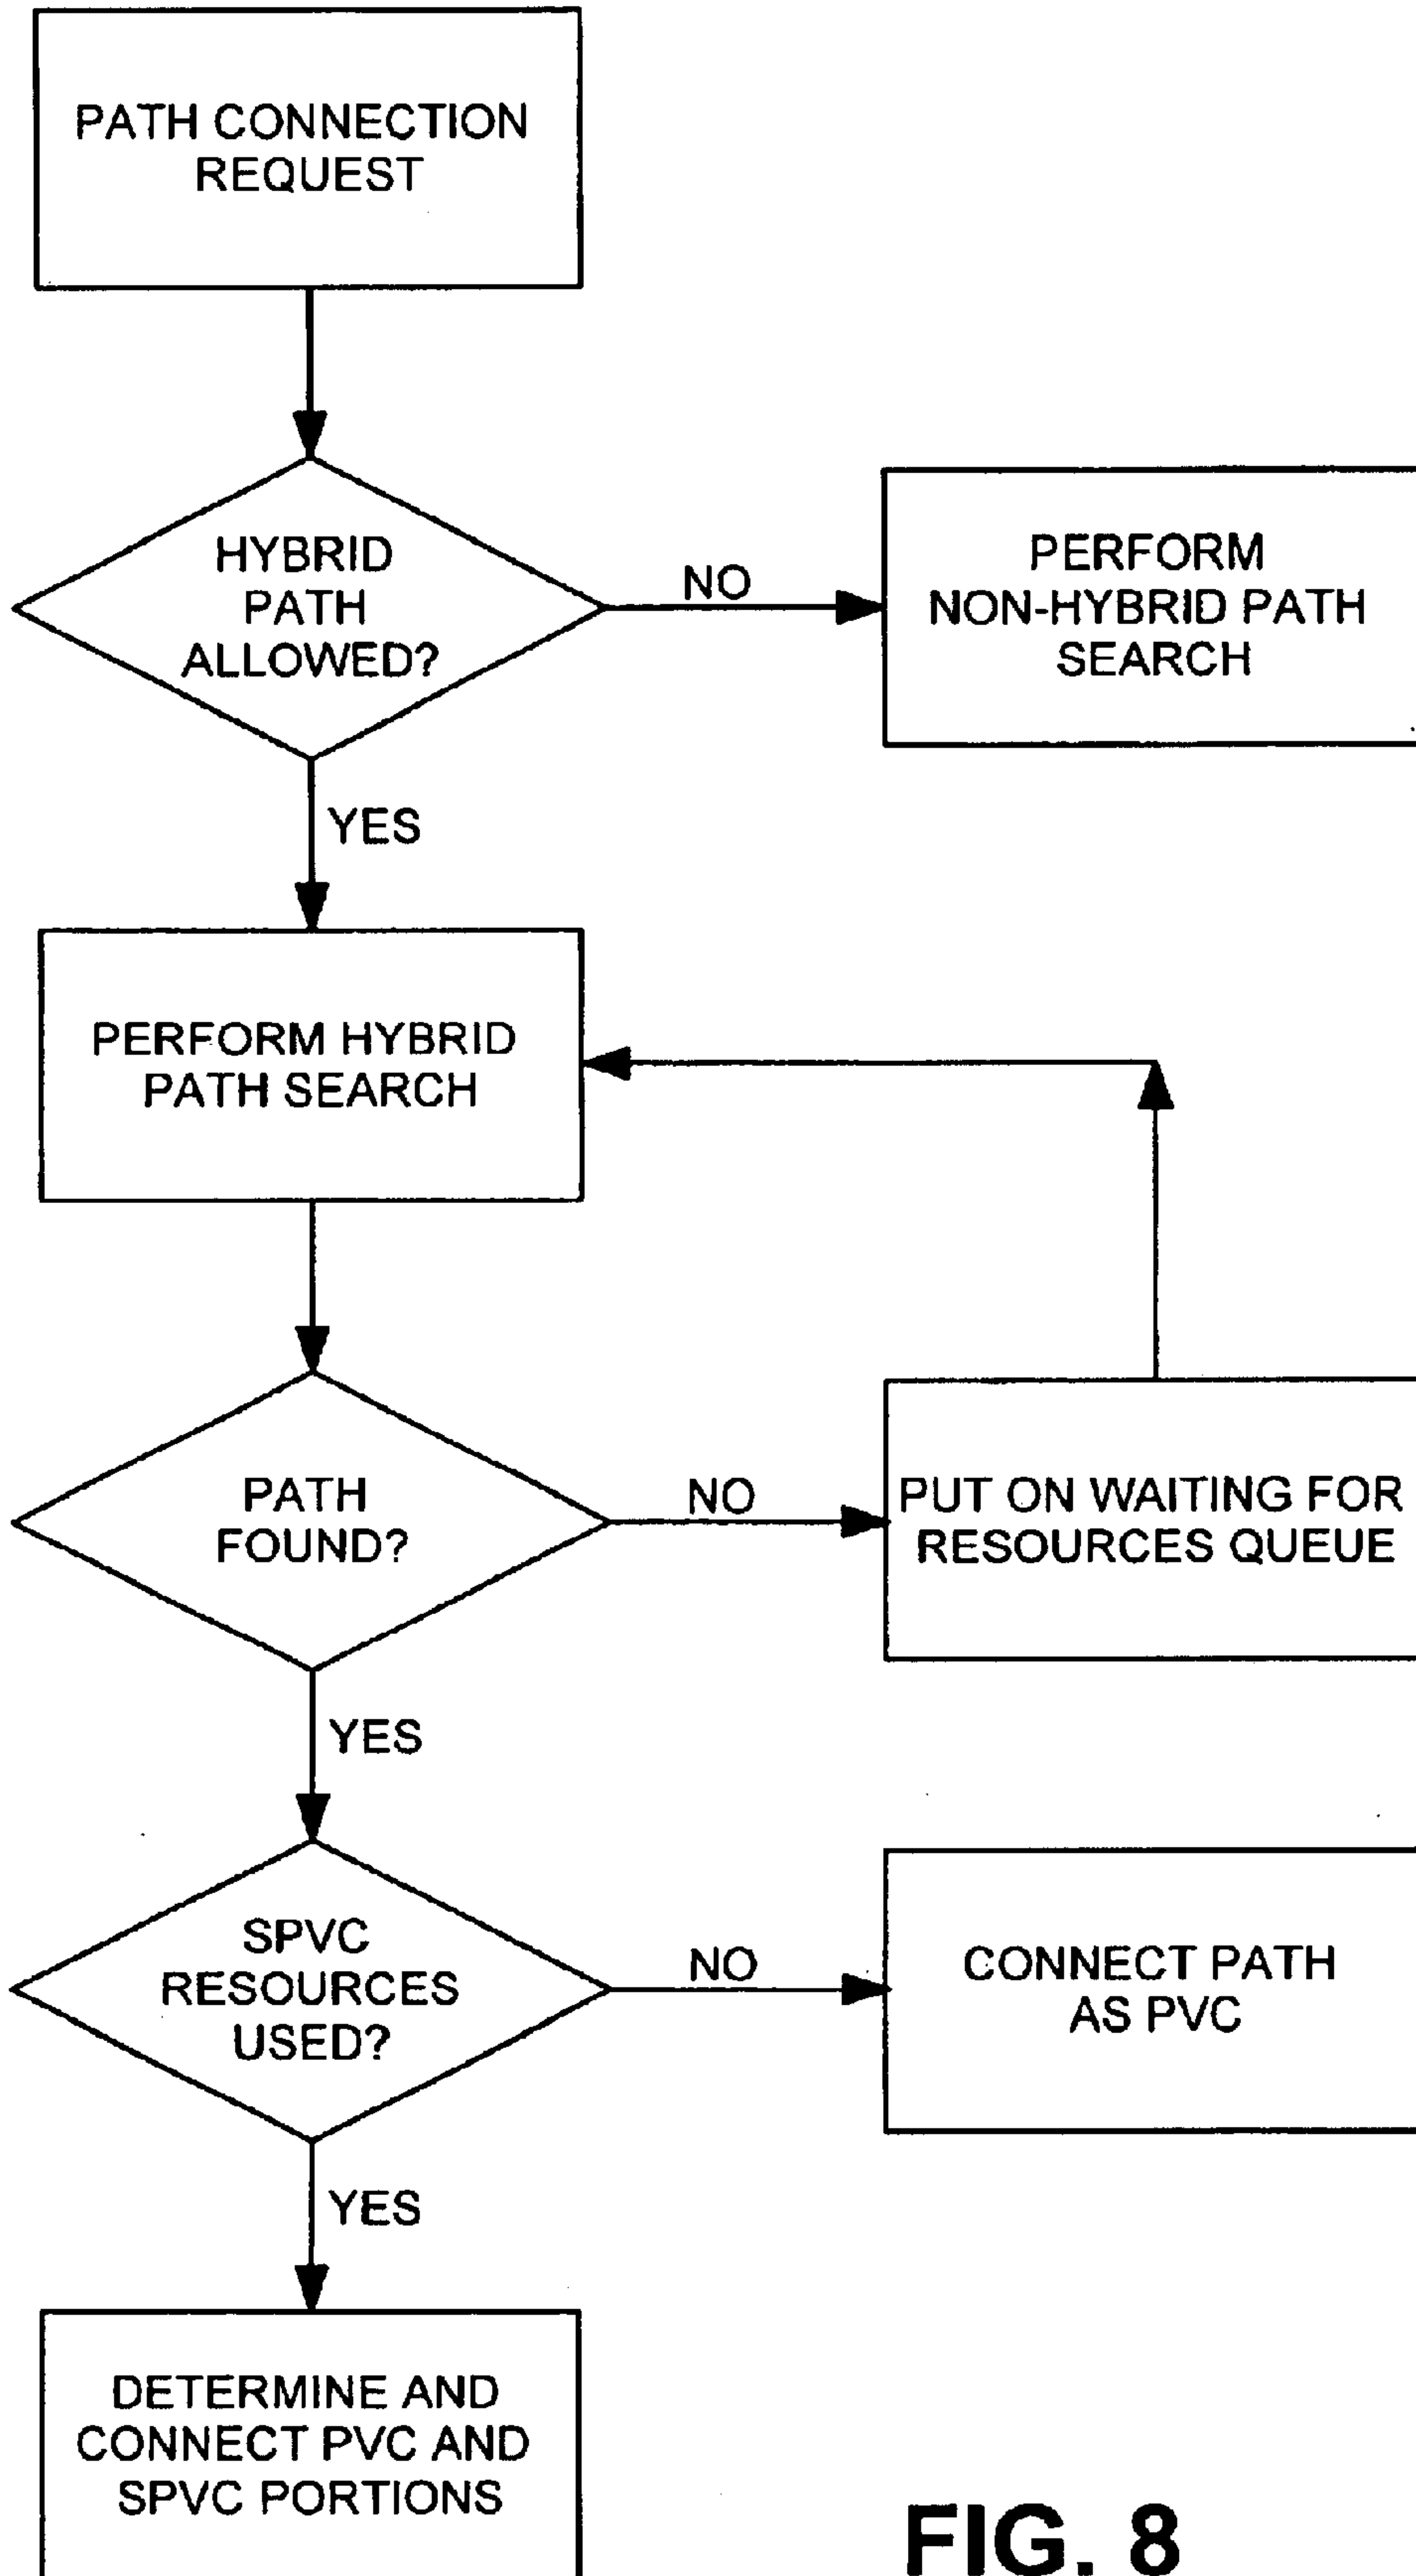 PATH CONNECTION
REQUEST
HYBRID
PATH
ALLOWED?
NO
PERFORM
NON-HYBRID PATH
SEARCH
YES
PERFORM HYBRID
PATH SEARCH
PATH
FOUND?
NO
PUT ON WAITING FOR
RESOURCES QUEUE
YES
SPVC
RESOURCES
USED?
NO
CONNECT PATH
AS PVC
YES
DETERMINE AND
CONNECT PVC AND
SPVC PORTIONS
FIG. 8